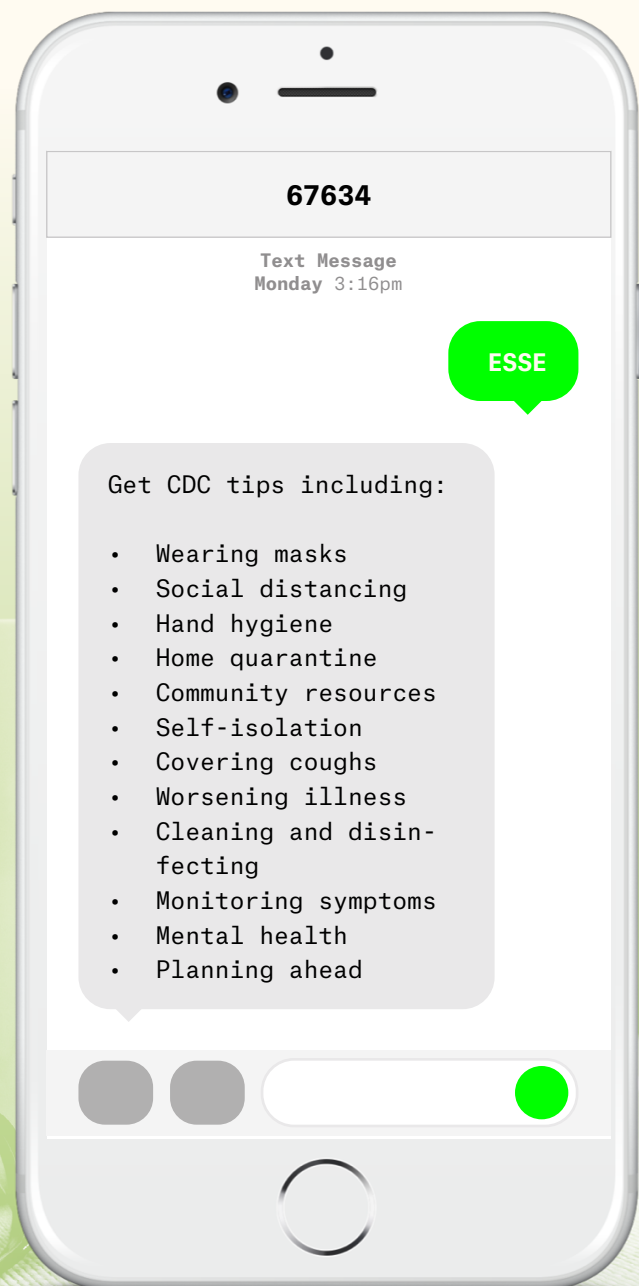 67634
Text Message
Monday 3:16pm
ESSE
Get CDC tips including:
• Wearing masks
• Social distancing
• Hand hygiene
• Home quarantine
• Community resources
• Self-isolation
• Covering coughs
• Worsening illness
• Cleaning and disin-
fecting
• Monitoring symptoms
• Mental health
• Planning ahead